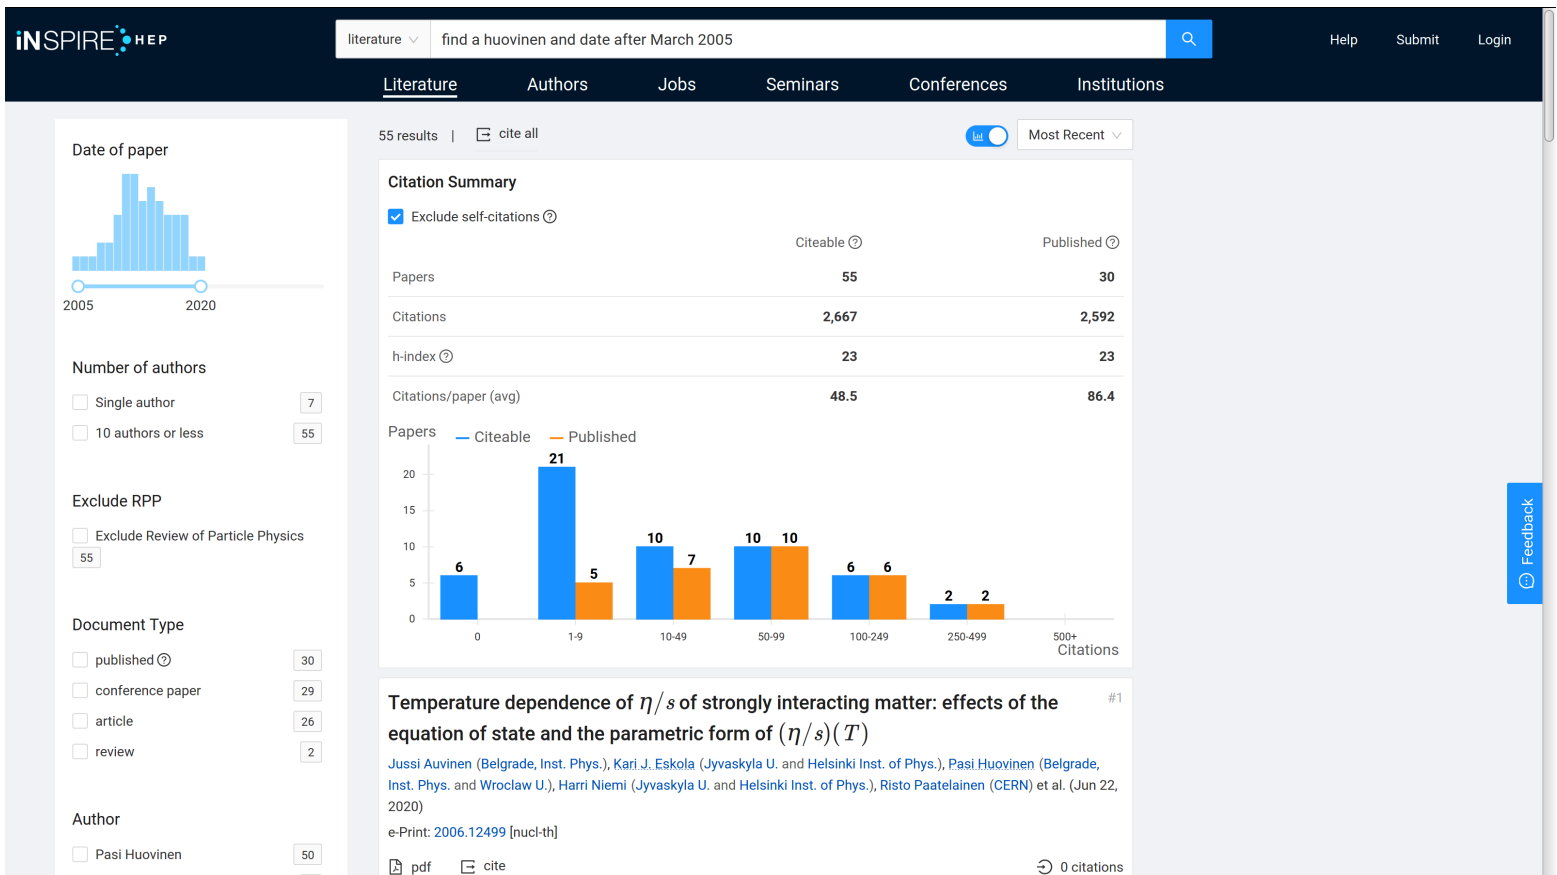 iNSPIRE HEP
literature
find a huovinen and date after March 2005
Help
Submit
Login
Literature
Authors
Jobs
Seminars
Conferences
Institutions
Date of paper
2005
2020
Number of authors
Single author
7
10 authors or less
55
Exclude RPP
Exclude Review of Particle Physics
55
Document Type
published
30
conference paper
29
article
26
review
2
Author
Pasi Huovinen
50
55 results |
cite all
Most Recent
Citation Summary
Exclude self-citations
Citeable
Published
Papers 55 30
Citations 2,667 2,592
h-index 23 23
Citations/paper (avg) 48.5 86.4
Papers
Citeable
Published
20
15
10
5
0
6
21
5
10
7
10
10
6
6
2
2
0
1-9
10-49
50-99
100-249
250-499
500+
Citations
Temperature dependence of η/s of strongly interacting matter: effects of the
#1
equation of state and the parametric form of (η/s)(T)
Jussi Auvinen (Belgrade, Inst. Phys.), Kari J. Eskola (Jyvaskyla U. and Helsinki Inst. of Phys.), Pasi Huovinen (Belgrade,
Inst. Phys. and Wroclaw U.), Harri Niemi (Jyvaskyla U. and Helsinki Inst. of Phys.), Risto Paatelainen (CERN) et al. (Jun 22,
2020)
e-Print: 2006.12499 [nucl-th]
pdf
cite
0 citations
Feedback